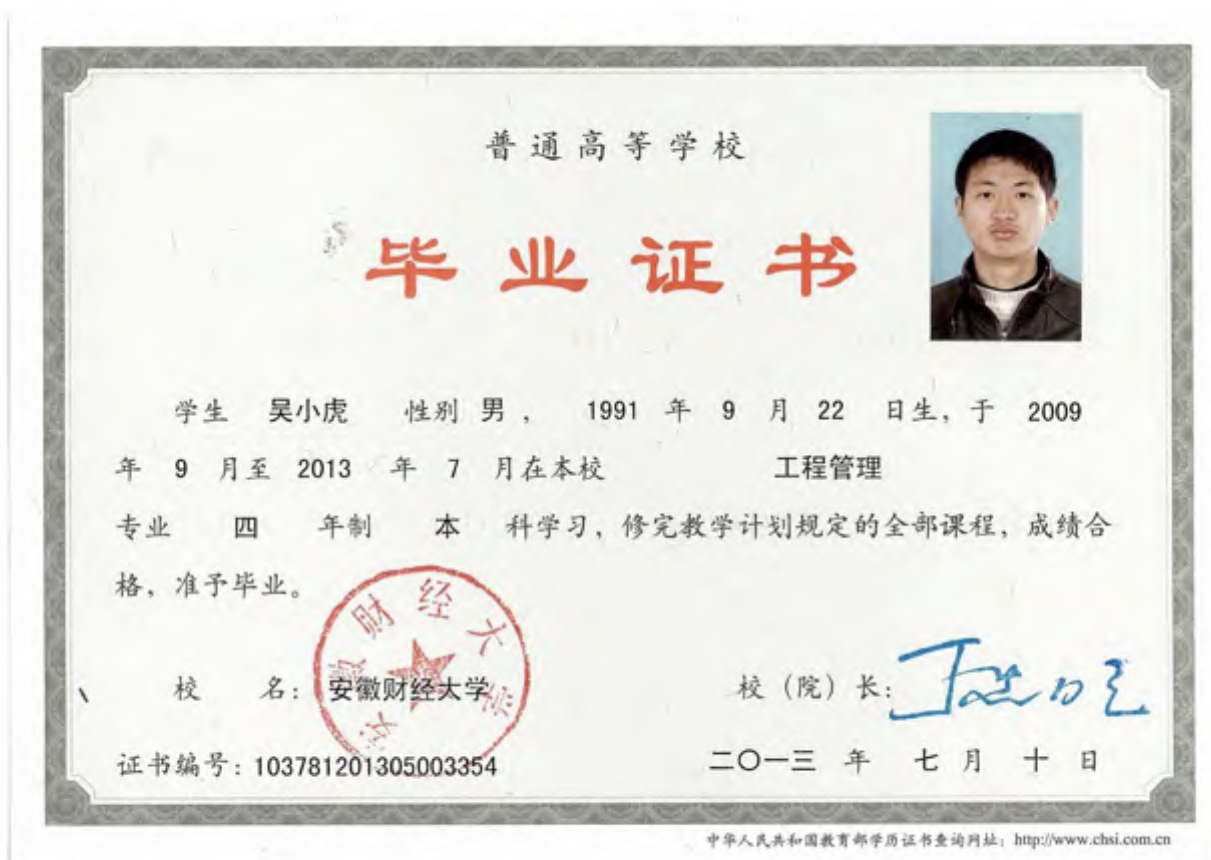 普通高等学校
毕业证书
学生 吴小虎 性别 男， 1991 年 9 月 22 日生，于 2009
年 9 月至 2013 年 7 月在本校 工程管理
专业 四 年制 本 科学习，修完教学计划规定的全部课程，成绩合
格，准予毕业。
安徽财经大学
校 名：安徽财经大学 校（院）长：
证书编号：103781201305003354 二〇一三 年 七 月 十 日
中华人民共和国教育部学历证书查询网址：http://www.chsi.com.cn